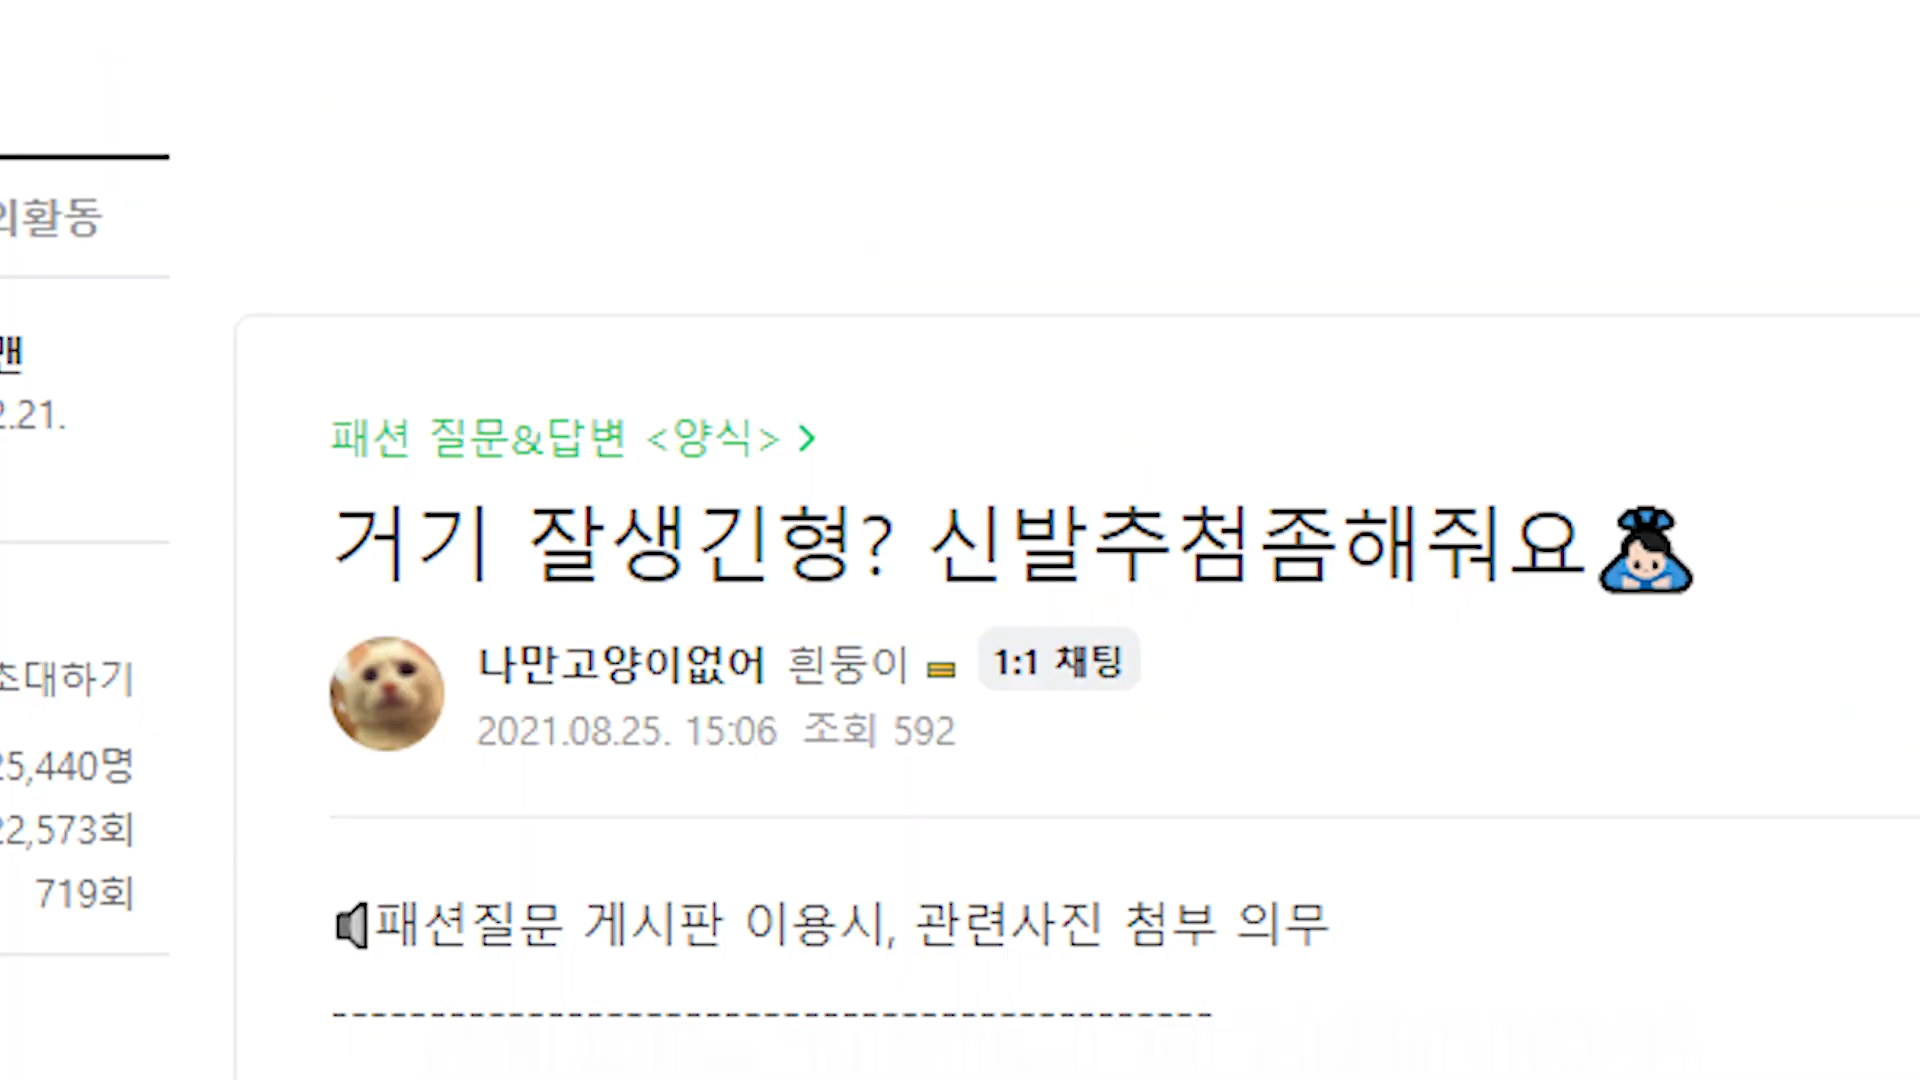 외활동
맨
2.21.
초대하기
25,440명
22,573회
719회
패션 질문&답변 <양식> >
거기 잘생긴형? 신발추첨좀해줘요
나만고양이없어 흰둥이 1:1 채팅
2021.08.25. 15:06 조회 592
패션질문 게시판 이용시, 관련사진 첨부 의무
---------------------------------------------